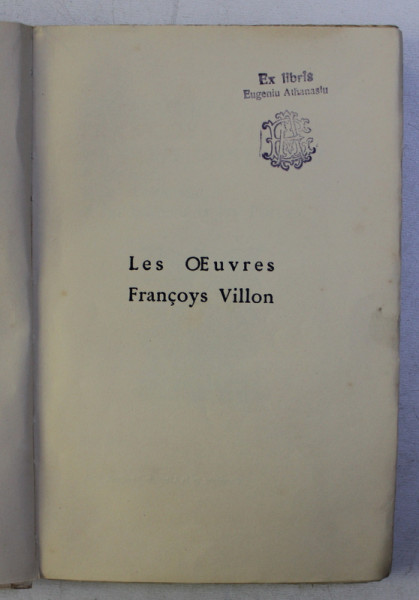 Ex libris
Eugeniu Athanasiu
Les Œuvres
Françoys Villon